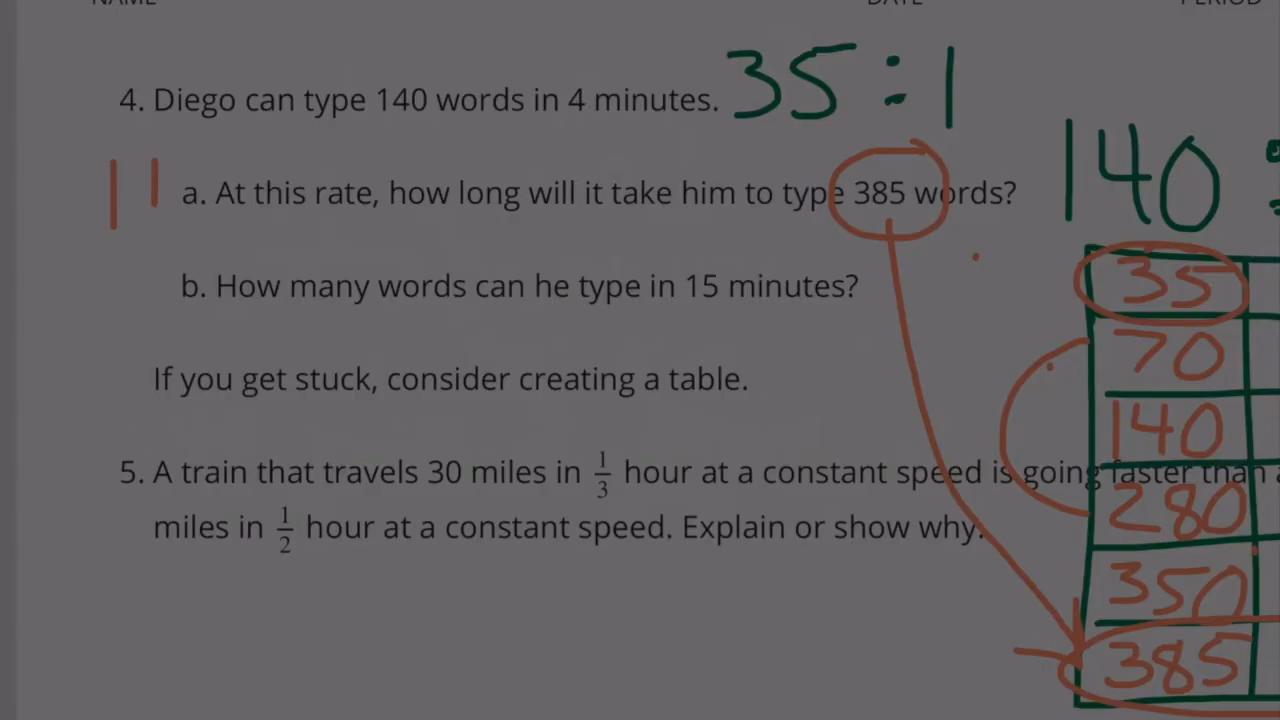 NAME DATE PERIOD
4. Diego can type 140 words in 4 minutes. 35 : 1
140 :
11 a. At this rate, how long will it take him to type 385 words?
35
b. How many words can he type in 15 minutes?
70
If you get stuck, consider creating a table.
140
5. A train that travels 30 miles in 1/3 hour at a constant speed is going faster than
280
miles in 1/2 hour at a constant speed. Explain or show why.
350
385